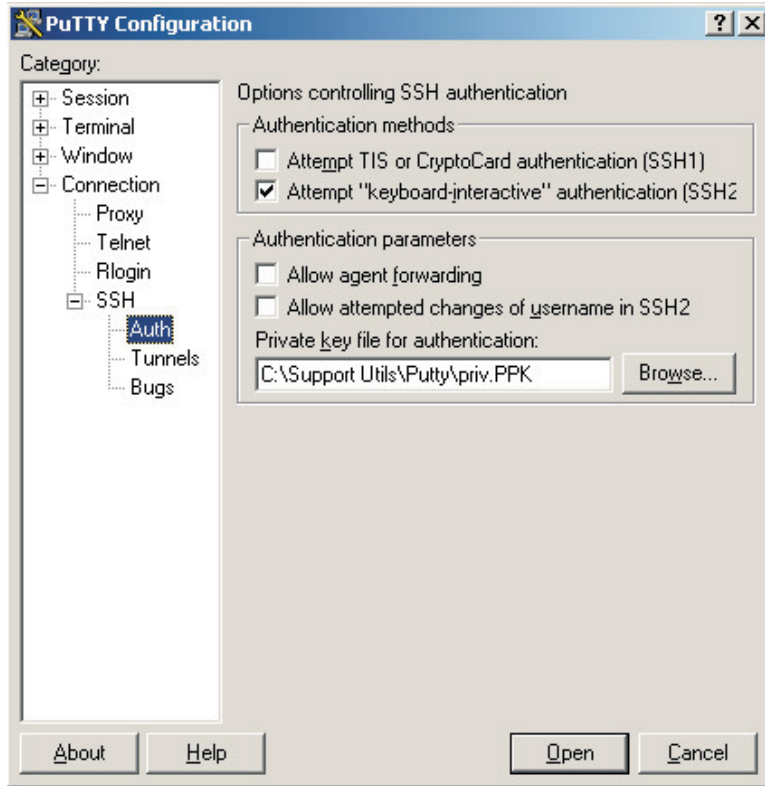 PuTTY Configuration
Category:
Session
Terminal
Window
Connection
Proxy
Telnet
Rlogin
SSH
Auth
Tunnels
Bugs
Options controlling SSH authentication
Authentication methods
Attempt TIS or CryptoCard authentication (SSH1)
Attempt "keyboard-interactive" authentication (SSH2
Authentication parameters
Allow agent forwarding
Allow attempted changes of username in SSH2
Private key file for authentication:
C:\Support Utils\Putty\priv.PPK
Browse...
About
Help
Open
Cancel